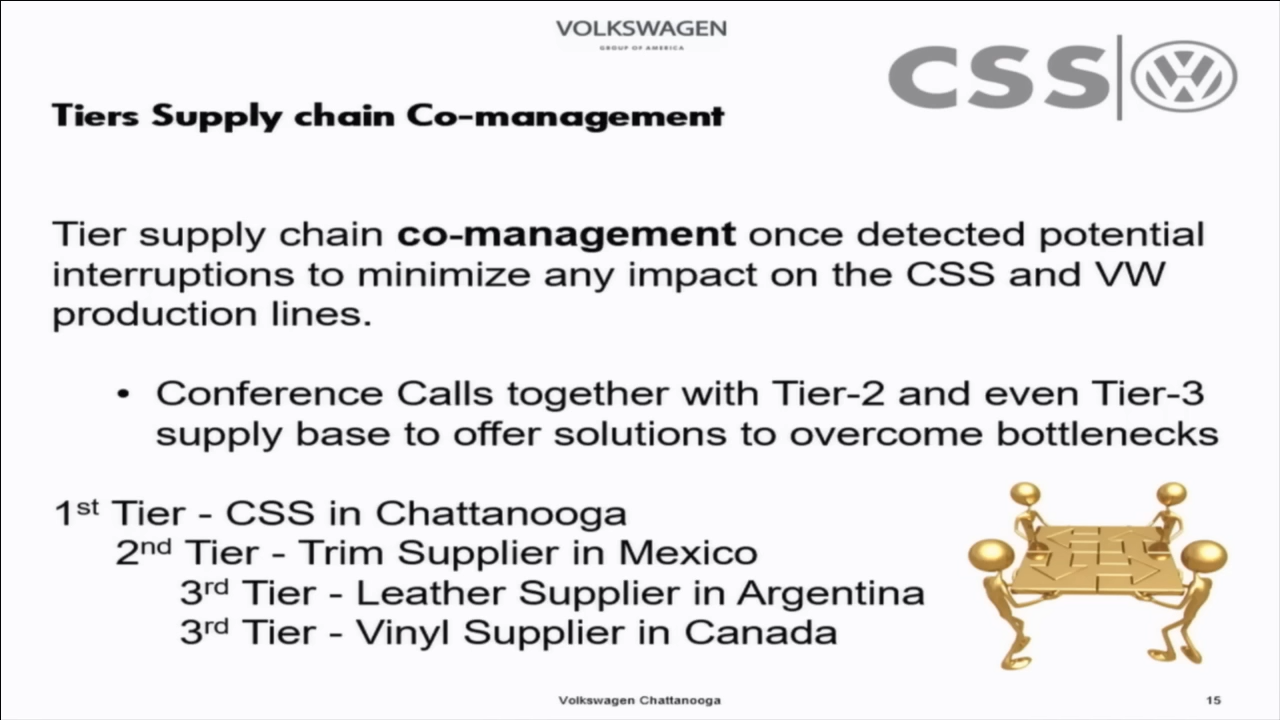 VOLKSWAGEN
GROUP OF AMERICA
CSS
Tiers Supply chain Co-management
Tier supply chain co-management once detected potential
interruptions to minimize any impact on the CSS and VW
production lines.
• Conference Calls together with Tier-2 and even Tier-3
supply base to offer solutions to overcome bottlenecks
1st Tier - CSS in Chattanooga
2nd Tier - Trim Supplier in Mexico
3rd Tier - Leather Supplier in Argentina
3rd Tier - Vinyl Supplier in Canada
Volkswagen Chattanooga
15